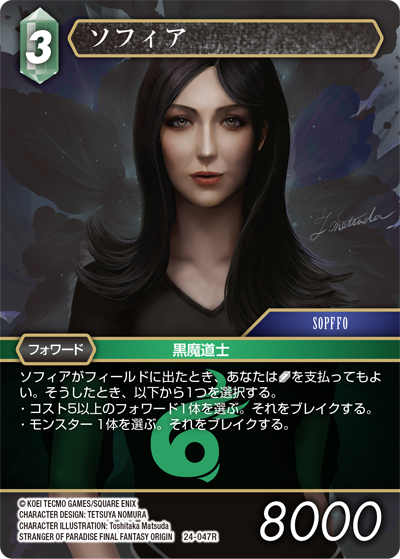 3
ソフィア
T. Matsuda
SOPFFO
フォワード
黒魔道士
ソフィアがフィールドに出たとき、あなたは を支払ってもよ
い。そうしたとき、以下から1つを選択する。
・コスト5以上のフォワード1体を選ぶ。それをブレイクする。
・モンスター 1体を選ぶ。それをブレイクする。
© KOEI TECMO GAMES/SQUARE ENIX
CHARACTER DESIGN: TETSUYA NOMURA
CHARACTER ILLUSTRATION: Toshitaka Matsuda
STRANGER OF PARADISE FINAL FANTASY ORIGIN
24-047R
8000